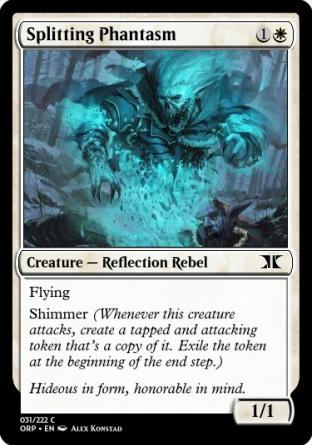 Splitting Phantasm 1
Creature — Reflection Rebel
Flying
Shimmer (Whenever this creature
attacks, create a tapped and attacking
token that's a copy of it. Exile the token
at the beginning of the end step.)
Hideous in form, honorable in mind.
1/1
031/222 C
ORP • EN Alex Konstad